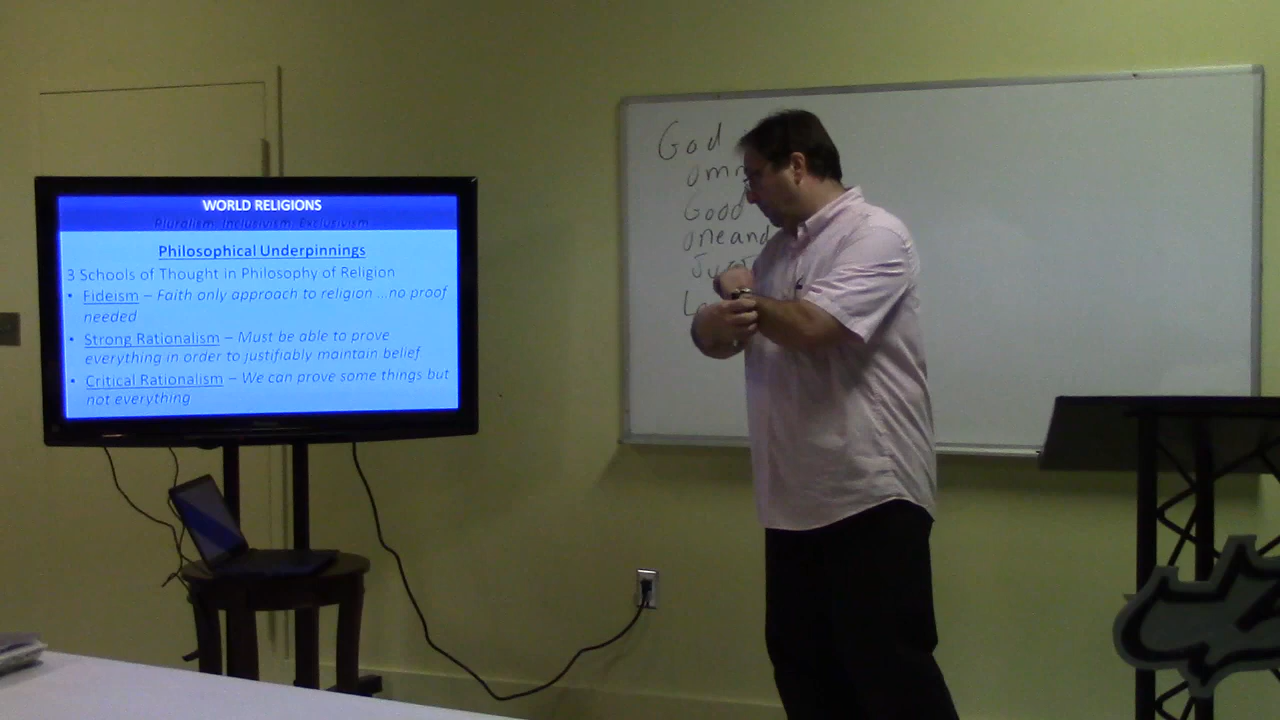 WORLD RELIGIONS
Pluralism, Inclusivism, Exclusivism
Philosophical Underpinnings
3 Schools of Thought in Philosophy of Religion
• Fideism – Faith only approach to religion ...no proof
needed
• Strong Rationalism – Must be able to prove
everything in order to justifiably maintain belief
• Critical Rationalism – We can prove some things but
not everything
God
Good
One and